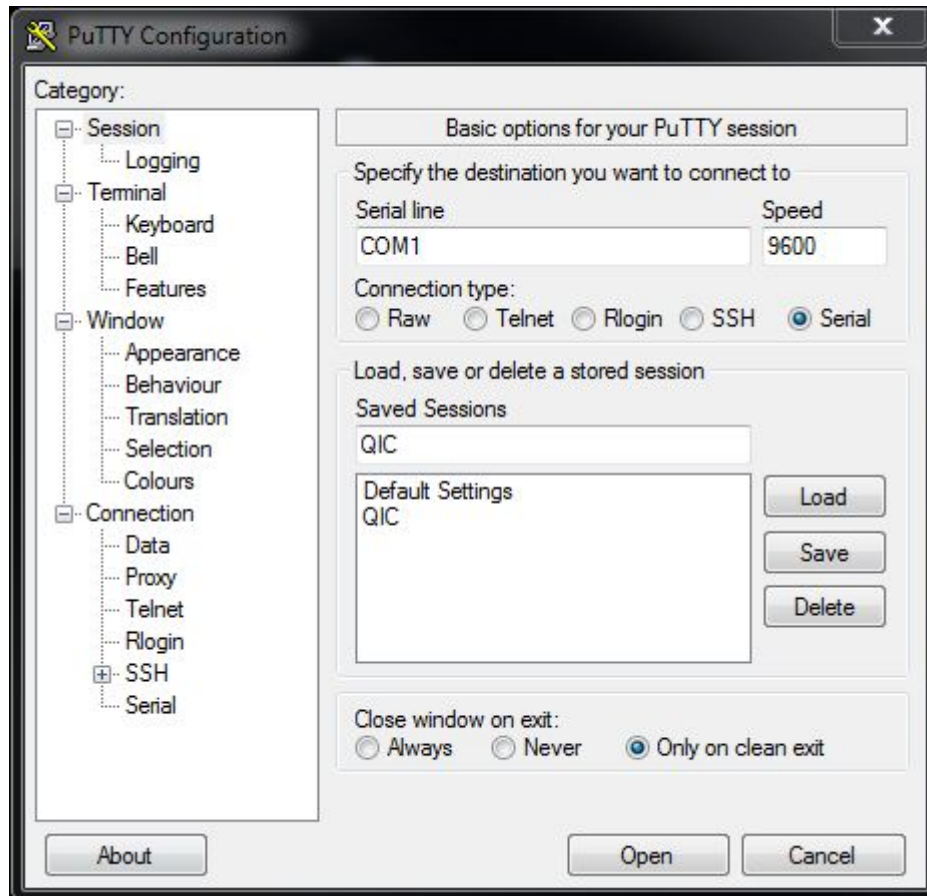 PuTTY Configuration
x
Category:
Session
Logging
Terminal
Keyboard
Bell
Features
Window
Appearance
Behaviour
Translation
Selection
Colours
Connection
Data
Proxy
Telnet
Rlogin
SSH
Serial
Basic options for your PuTTY session
Specify the destination you want to connect to
Serial line Speed
COM1 9600
Connection type:
Raw Telnet Rlogin SSH Serial
Load, save or delete a stored session
Saved Sessions
QIC
Default Settings
QIC
Load
Save
Delete
Close window on exit:
Always Never Only on clean exit
About Open Cancel